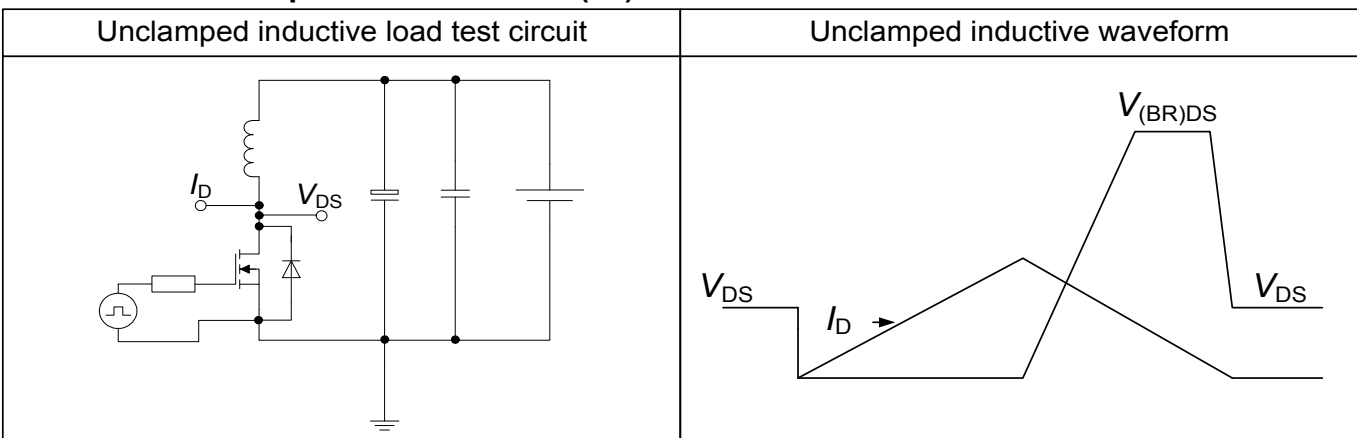 Unclamped inductive load test circuit
Unclamped inductive waveform
I_D
V_DS
V_(BR)DS
V_DS
I_D
V_DS